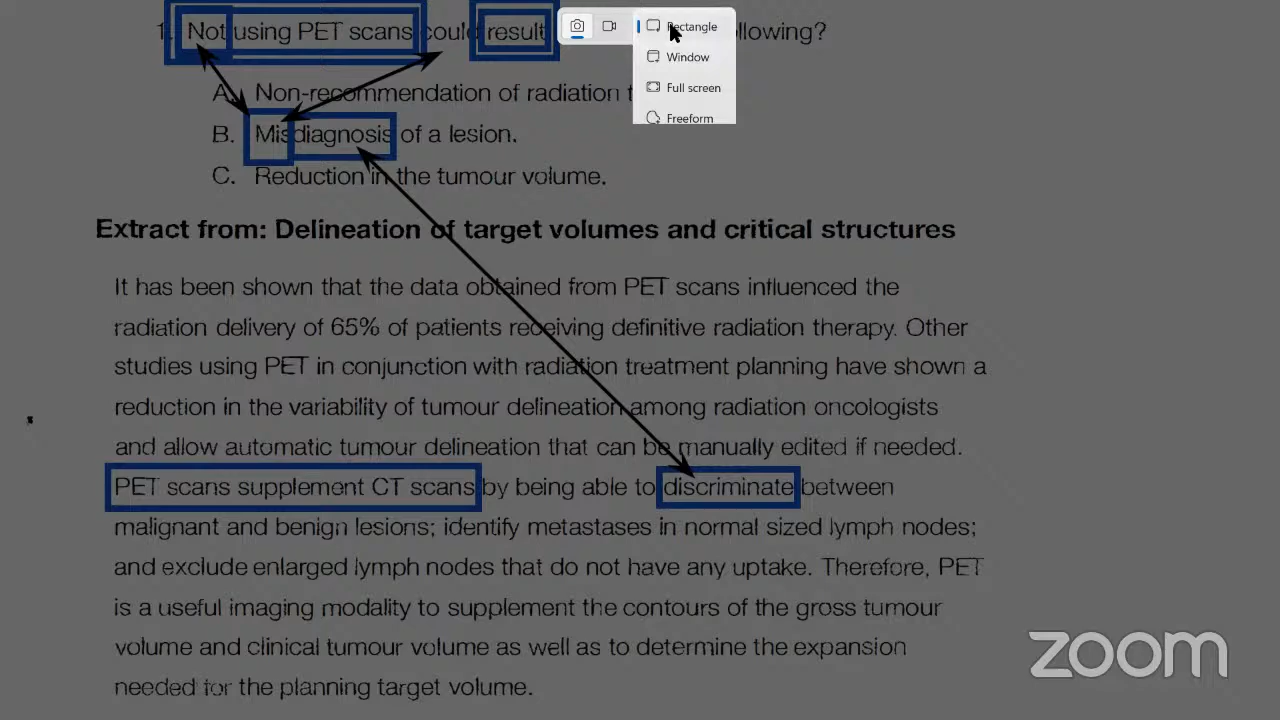 1. Not using PET scans could result llowing?
Rectangle
Window
Full screen
Freeform
A. Non-recommendation of radiation t
B. Misdiagnosis of a lesion.
C. Reduction in the tumour volume.
Extract from: Delineation of target volumes and critical structures
It has been shown that the data obtained from PET scans influenced the
radiation delivery of 65% of patients receiving definitive radiation therapy. Other
studies using PET in conjunction with radiation treatment planning have shown a
reduction in the variability of tumour delineation among radiation oncologists
and allow automatic tumour delineation that can be manually edited if needed.
PET scans supplement CT scans by being able to discriminate between
malignant and benign lesions; identify metastases in normal sized lymph nodes;
and exclude enlarged lymph nodes that do not have any uptake. Therefore, PET
is a useful imaging modality to supplement the contours of the gross tumour
volume and clinical tumour volume as well as to determine the expansion
needed for the planning target volume.
zoom